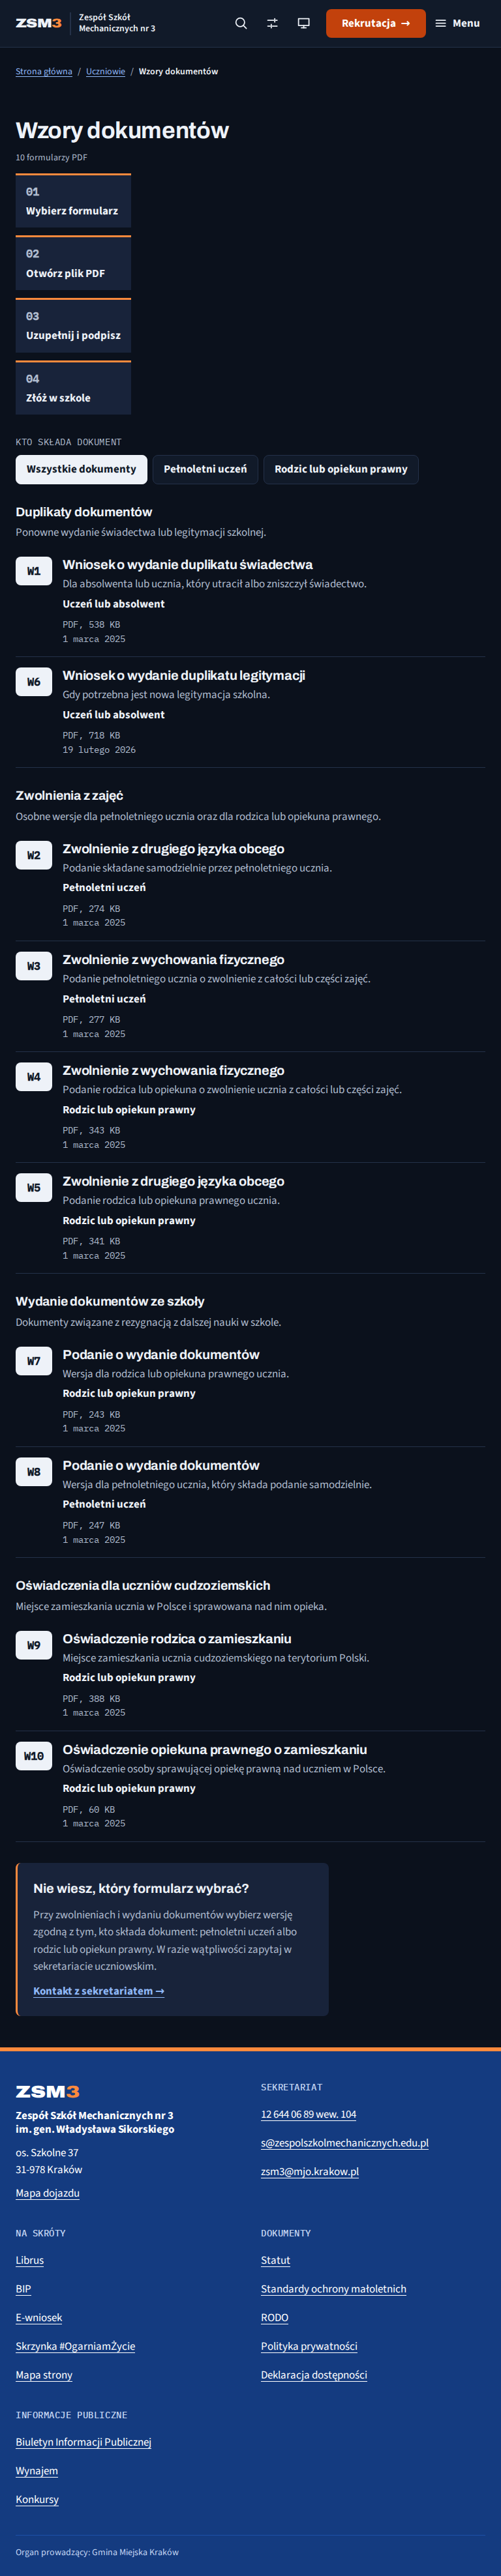 ZSM3
Zespół Szkół
Mechanicznych nr 3
Rekrutacja →
Menu
Strona główna / Uczniowie / Wzory dokumentów
Wzory dokumentów
10 formularzy PDF
01
Wybierz formularz
02
Otwórz plik PDF
03
Uzupełnij i podpisz
04
Złóż w szkole
KTO SKŁADA DOKUMENT
Wszystkie dokumenty
Pełnoletni uczeń
Rodzic lub opiekun prawny
Duplikaty dokumentów
Ponowne wydanie świadectwa lub legitymacji szkolnej.
W1
Wniosek o wydanie duplikatu świadectwa
Dla absolwenta lub ucznia, który utracił albo zniszczył świadectwo.
Uczeń lub absolwent
PDF, 538 KB
1 marca 2025
W6
Wniosek o wydanie duplikatu legitymacji
Gdy potrzebna jest nowa legitymacja szkolna.
Uczeń lub absolwent
PDF, 718 KB
19 lutego 2026
Zwolnienia z zajęć
Osobne wersje dla pełnoletniego ucznia oraz dla rodzica lub opiekuna prawnego.
W2
Zwolnienie z drugiego języka obcego
Podanie składane samodzielnie przez pełnoletniego ucznia.
Pełnoletni uczeń
PDF, 274 KB
1 marca 2025
W3
Zwolnienie z wychowania fizycznego
Podanie pełnoletniego ucznia o zwolnienie z całości lub części zajęć.
Pełnoletni uczeń
PDF, 277 KB
1 marca 2025
W4
Zwolnienie z wychowania fizycznego
Podanie rodzica lub opiekuna o zwolnienie ucznia z całości lub części zajęć.
Rodzic lub opiekun prawny
PDF, 343 KB
1 marca 2025
W5
Zwolnienie z drugiego języka obcego
Podanie rodzica lub opiekuna prawnego ucznia.
Rodzic lub opiekun prawny
PDF, 341 KB
1 marca 2025
Wydanie dokumentów ze szkoły
Dokumenty związane z rezygnacją z dalszej nauki w szkole.
W7
Podanie o wydanie dokumentów
Wersja dla rodzica lub opiekuna prawnego ucznia.
Rodzic lub opiekun prawny
PDF, 243 KB
1 marca 2025
W8
Podanie o wydanie dokumentów
Wersja dla pełnoletniego ucznia, który składa podanie samodzielnie.
Pełnoletni uczeń
PDF, 247 KB
1 marca 2025
Oświadczenia dla uczniów cudzoziemskich
Miejsce zamieszkania ucznia w Polsce i sprawowana nad nim opieka.
W9
Oświadczenie rodzica o zamieszkaniu
Miejsce zamieszkania ucznia cudzoziemskiego na terytorium Polski.
Rodzic lub opiekun prawny
PDF, 388 KB
1 marca 2025
W10
Oświadczenie opiekuna prawnego o zamieszkaniu
Oświadczenie osoby sprawującej opiekę prawną nad uczniem w Polsce.
Rodzic lub opiekun prawny
PDF, 60 KB
1 marca 2025
Nie wiesz, który formularz wybrać?
Przy zwolnieniach i wydaniu dokumentów wybierz wersję
zgodną z tym, kto składa dokument: pełnoletni uczeń albo
rodzic lub opiekun prawny. W razie wątpliwości zapytaj w
sekretariacie uczniowskim.
Kontakt z sekretariatem →
ZSM3
Zespół Szkół Mechanicznych nr 3
im. gen. Władysława Sikorskiego
os. Szkolne 37
31-978 Kraków
Mapa dojazdu
SEKRETARIAT
12 644 06 89 wew. 104
s@zespolszkolmechanicznych.edu.pl
zsm3@mjo.krakow.pl
NA SKRÓTY
Librus
BIP
E-wniosek
Skrzynka #OgarniamŻycie
Mapa strony
DOKUMENTY
Statut
Standardy ochrony małoletnich
RODO
Polityka prywatności
Deklaracja dostępności
INFORMACJE PUBLICZNE
Biuletyn Informacji Publicznej
Wynajem
Konkursy
Organ prowadzący: Gmina Miejska Kraków